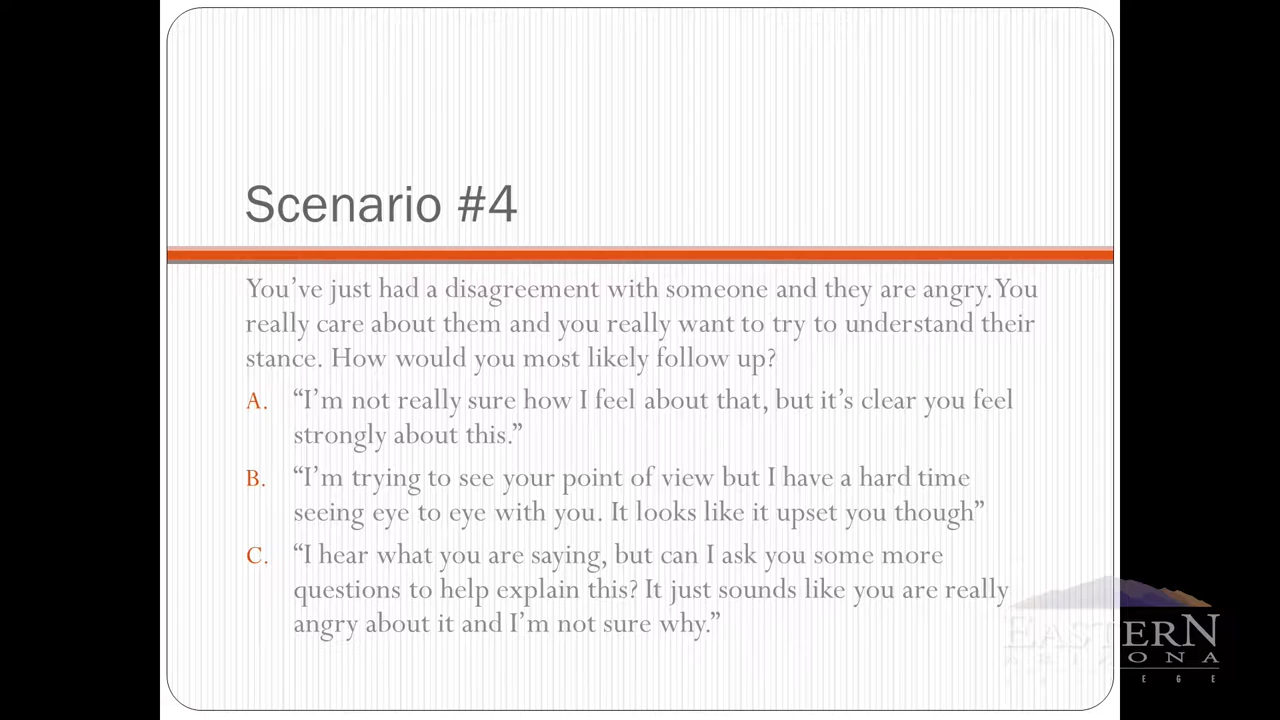 Scenario #4
You’ve just had a disagreement with someone and they are angry. You
really care about them and you really want to try to understand their
stance. How would you most likely follow up?
A. “I’m not really sure how I feel about that, but it’s clear you feel
strongly about this.”
B. “I’m trying to see your point of view but I have a hard time
seeing eye to eye with you. It looks like it upset you though”
C. “I hear what you are saying, but can I ask you some more
questions to help explain this? It just sounds like you are really
angry about it and I’m not sure why.”
EASTERN
ARIZONA